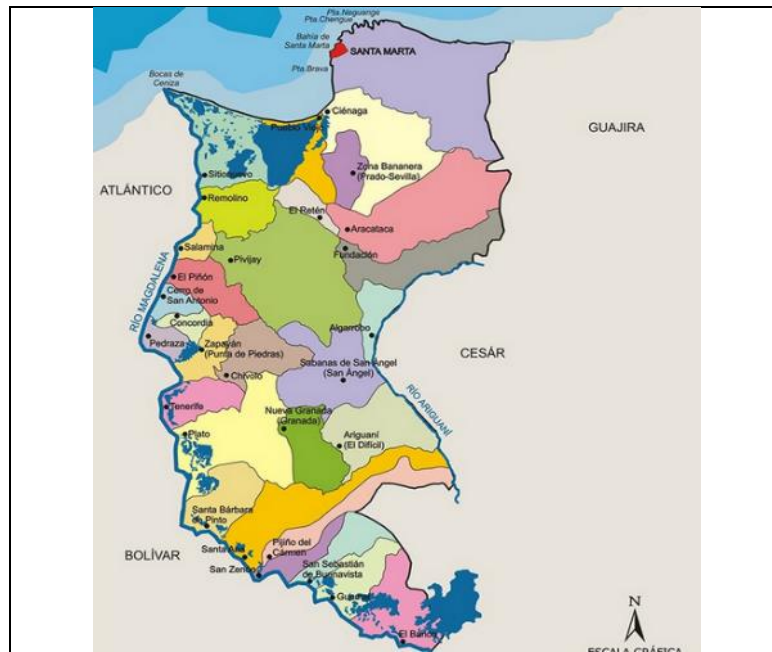 Pta. Neguange
Pta. Chengue
Bahía de
Santa Marta
SANTA MARTA
Pta. Brava
Bocas de
Ceniza
Ciénaga
Pueblo Viejo
GUAJIRA
Zona Bananera
(Prado-Sevilla)
Sitionuevo
ATLÁNTICO
Remolino
El Retén
Aracataca
Fundación
Salamina
Pivijay
El Piñón
RÍO MAGDALENA
Cerro de
San Antonio
Concordia
Algarrobo
Pedraza
Zapayán
(Punta de Piedras)
CESÁR
Sabanas de San Angel
(San Ángel)
Chivolo
RÍO ARIGUANÍ
Tenerife
Nueva Granada
(Granada)
Plato
Ariguaní
(El Difícil)
Santa Bárbara
de Pinto
BOLÍVAR
Santa Ana
Pijiño del
Cármen
San Zenón
San Sebastián
de Buenavista
Guamal
El Banco
N
ESCALA GRÁFICA